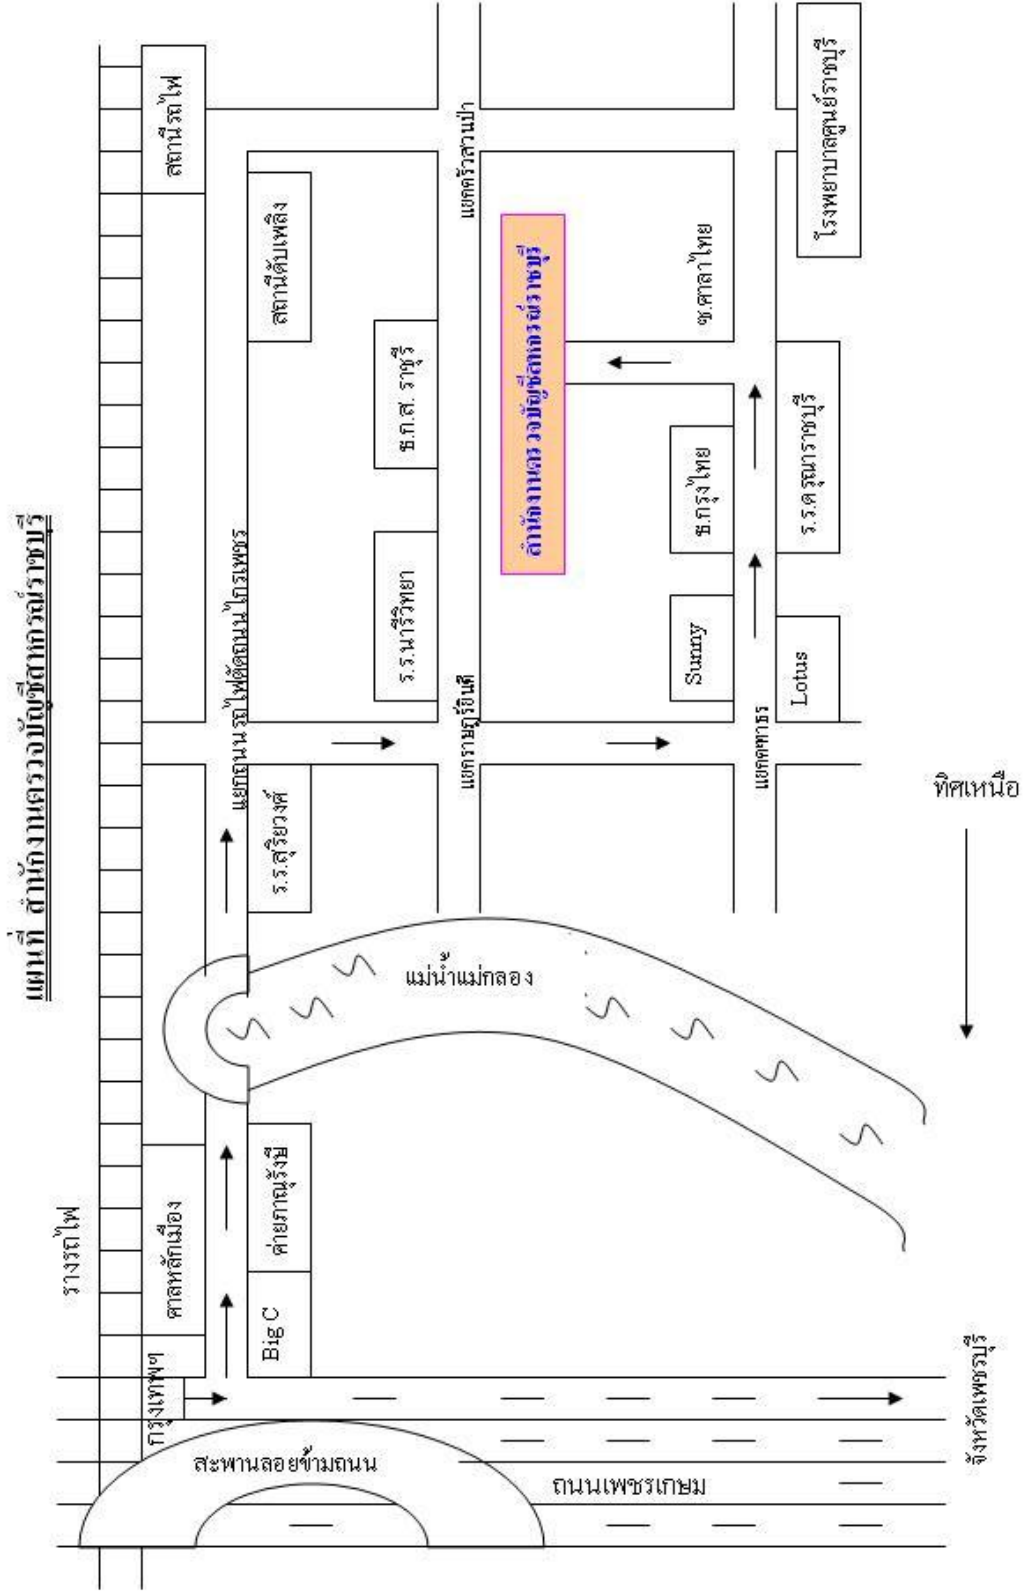 แผนที่ สำนักงานตรวจบัญชีสหกรณ์ราชบุรี
รางรถไฟ
สถานีรถไฟ
ศาลหลักเมือง
กรุงเทพฯ
สถานีดับเพลิง
แยกถนนรถไฟตัดถนนไกรเพชร
ร.ร.สุริยวงศ์
ค่ายภาณุรังษี
Big C
สะพานลอยข้ามถนน
ธ.ก.ส. ราชบุรี
ร.ร.นารีวิทยา
แม่น้ำแม่กลอง
แยกครัวสวนป่า
แยกราษฎร์ยินดี
สำนักงานตรวจบัญชีสหกรณ์ราชบุรี
ถนนเพชรเกษม
ซ.ศาลาไทย
ธ.กรุงไทย
Sunny
แยกคฑาธร
โรงพยาบาลศูนย์ราชบุรี
ร.ร.ดรุณาราชบุรี
Lotus
ทิศเหนือ
จังหวัดเพชรบุรี